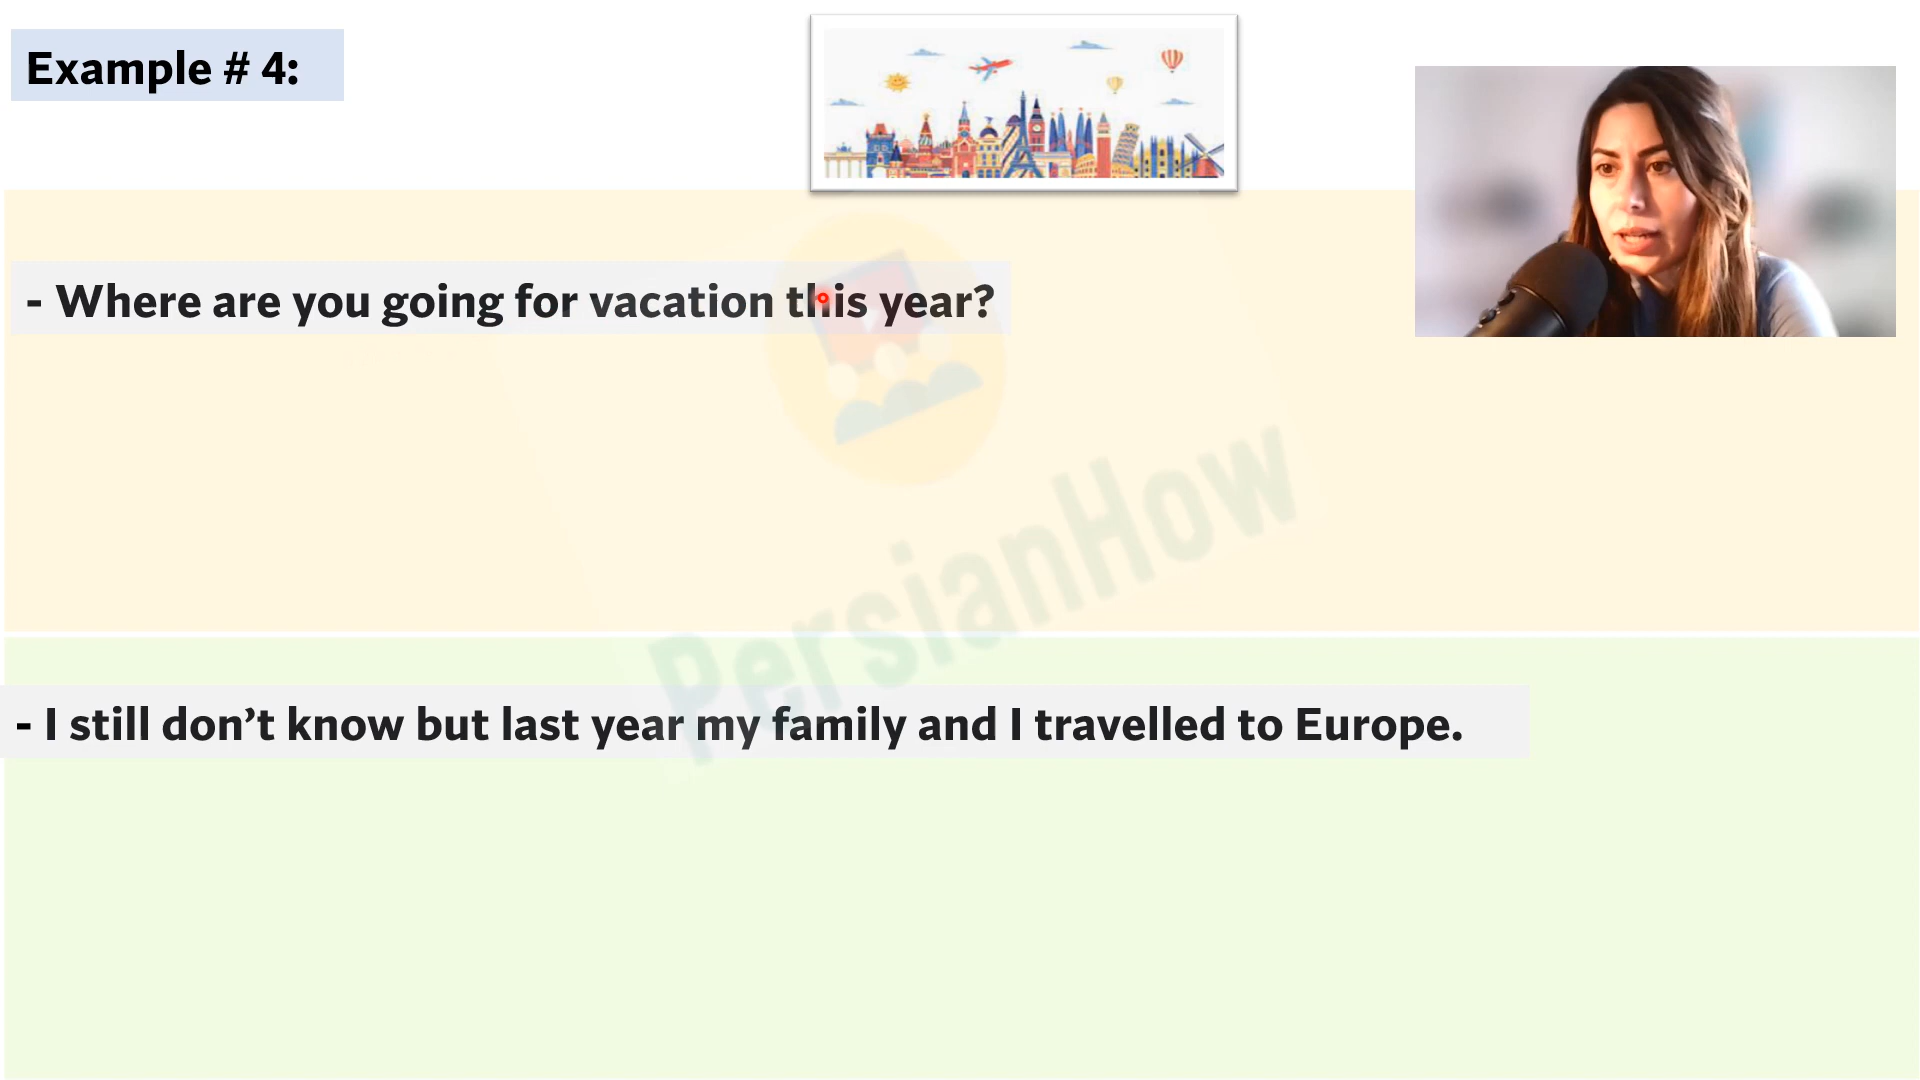 Example # 4:
- Where are you going for vacation this year?
PersianHow
- I still don’t know but last year my family and I travelled to Europe.